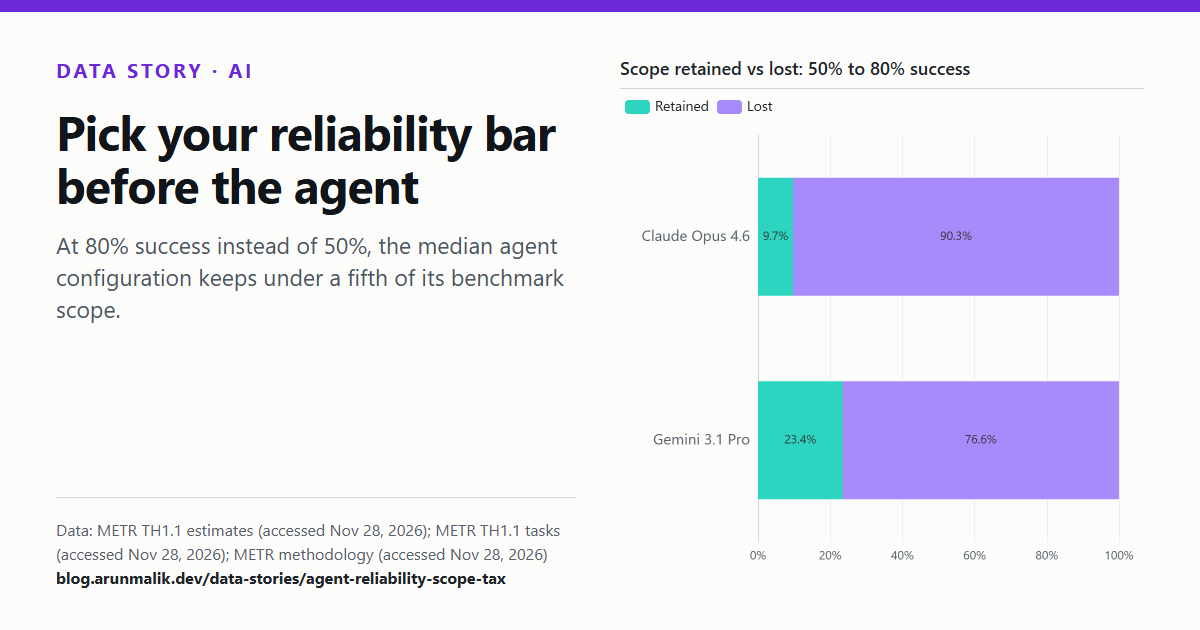 DATA STORY · AI
Pick your reliability bar
before the agent
At 80% success instead of 50%, the median agent
configuration keeps under a fifth of its benchmark
scope.
Data: METR TH1.1 estimates (accessed Nov 28, 2026); METR TH1.1 tasks
(accessed Nov 28, 2026); METR methodology (accessed Nov 28, 2026)
blog.arunmalik.dev/data-stories/agent-reliability-scope-tax
Scope retained vs lost: 50% to 80% success
Retained Lost
Claude Opus 4.6 9.7% 90.3%
Gemini 3.1 Pro 23.4% 76.6%
0% 20% 40% 60% 80% 100%